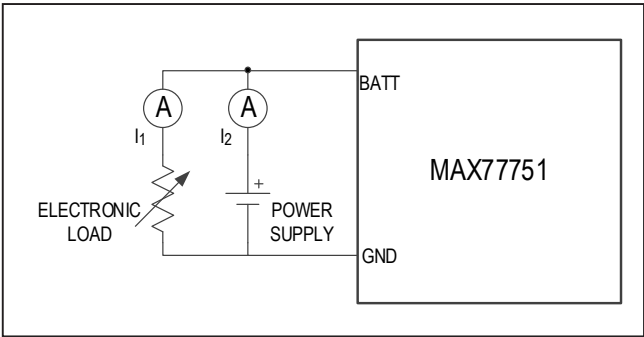 BATT
A
A
I1
I2
MAX77751
+
ELECTRONIC
LOAD
POWER
SUPPLY
GND